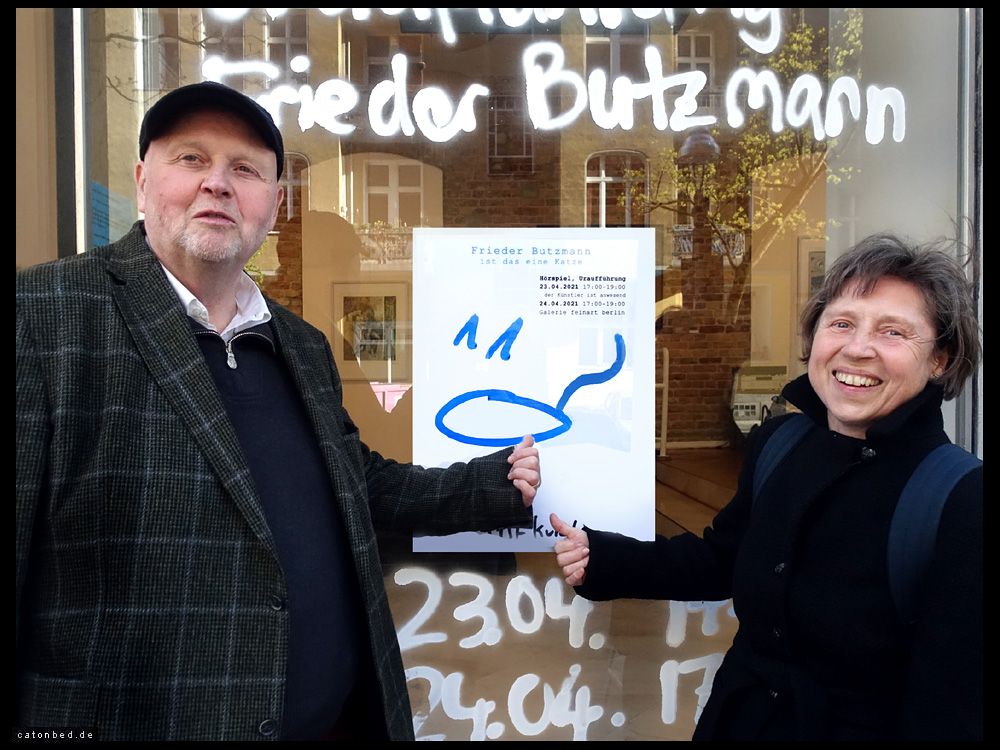 Frieder Butzmann
Frieder Butzmann
ist das eine Katze
Hörspiel, Uraufführung
23.04.2021 17:00-19:00
der Künstler ist anwesend
24.04.2021 17:00-19:00
Galerie feinart berlin
23.04. 17
24.04. 17
catonbed.de